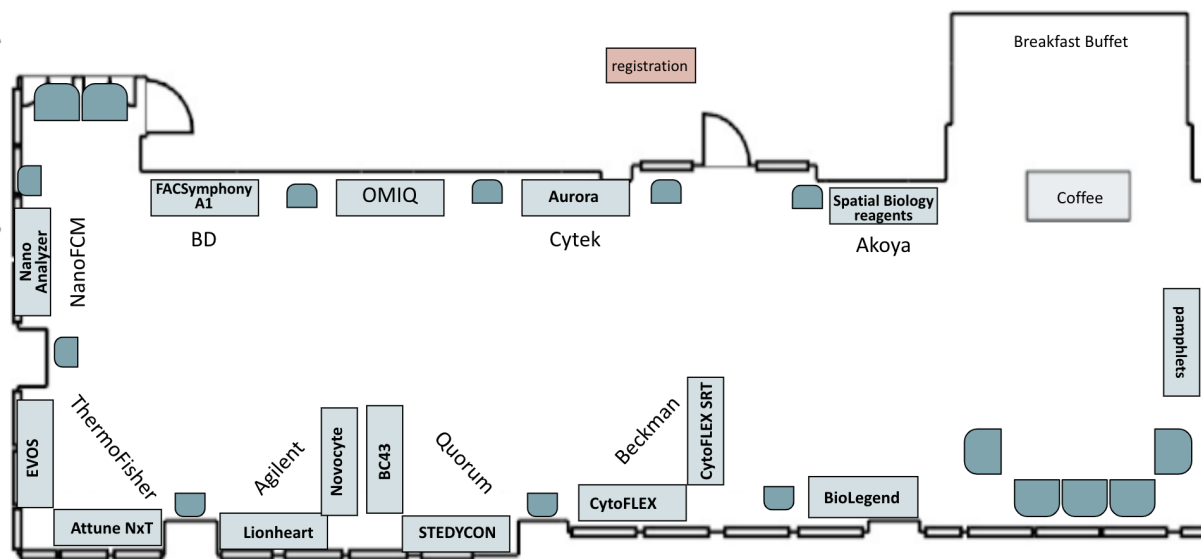 Breakfast Buffet
registration
FACSymphony
A1
OMIQ
Aurora
Spatial Biology
reagents
Coffee
BD
Cytek
Akoya
Nano
Analyzer
NanoFCM
pamphlets
EVOS
ThermoFisher
Attune NxT
Agilent
Lionheart
Novocyte
BC43
Quorum
STEDYCON
Beckman
CytoFLEX
CytoFLEX SRT
BioLegend